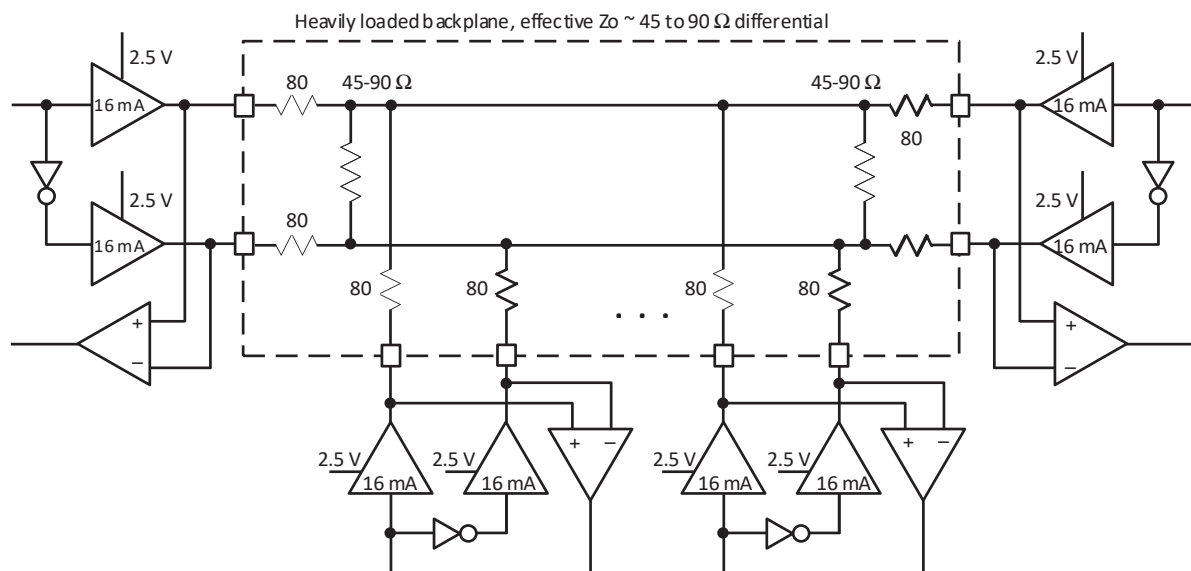 Heavily loaded backplane, effective Zo ~ 45 to 90 Ω differential
2.5 V
16 mA
80
45-90 Ω
45-90 Ω
80
2.5 V
16 mA
2.5 V
16 mA
80
2.5 V
16 mA
+
−
80
80
. . .
80
80
+
−
2.5 V
16 mA
2.5 V
16 mA
+ −
2.5 V
16 mA
2.5 V
16 mA
+ −